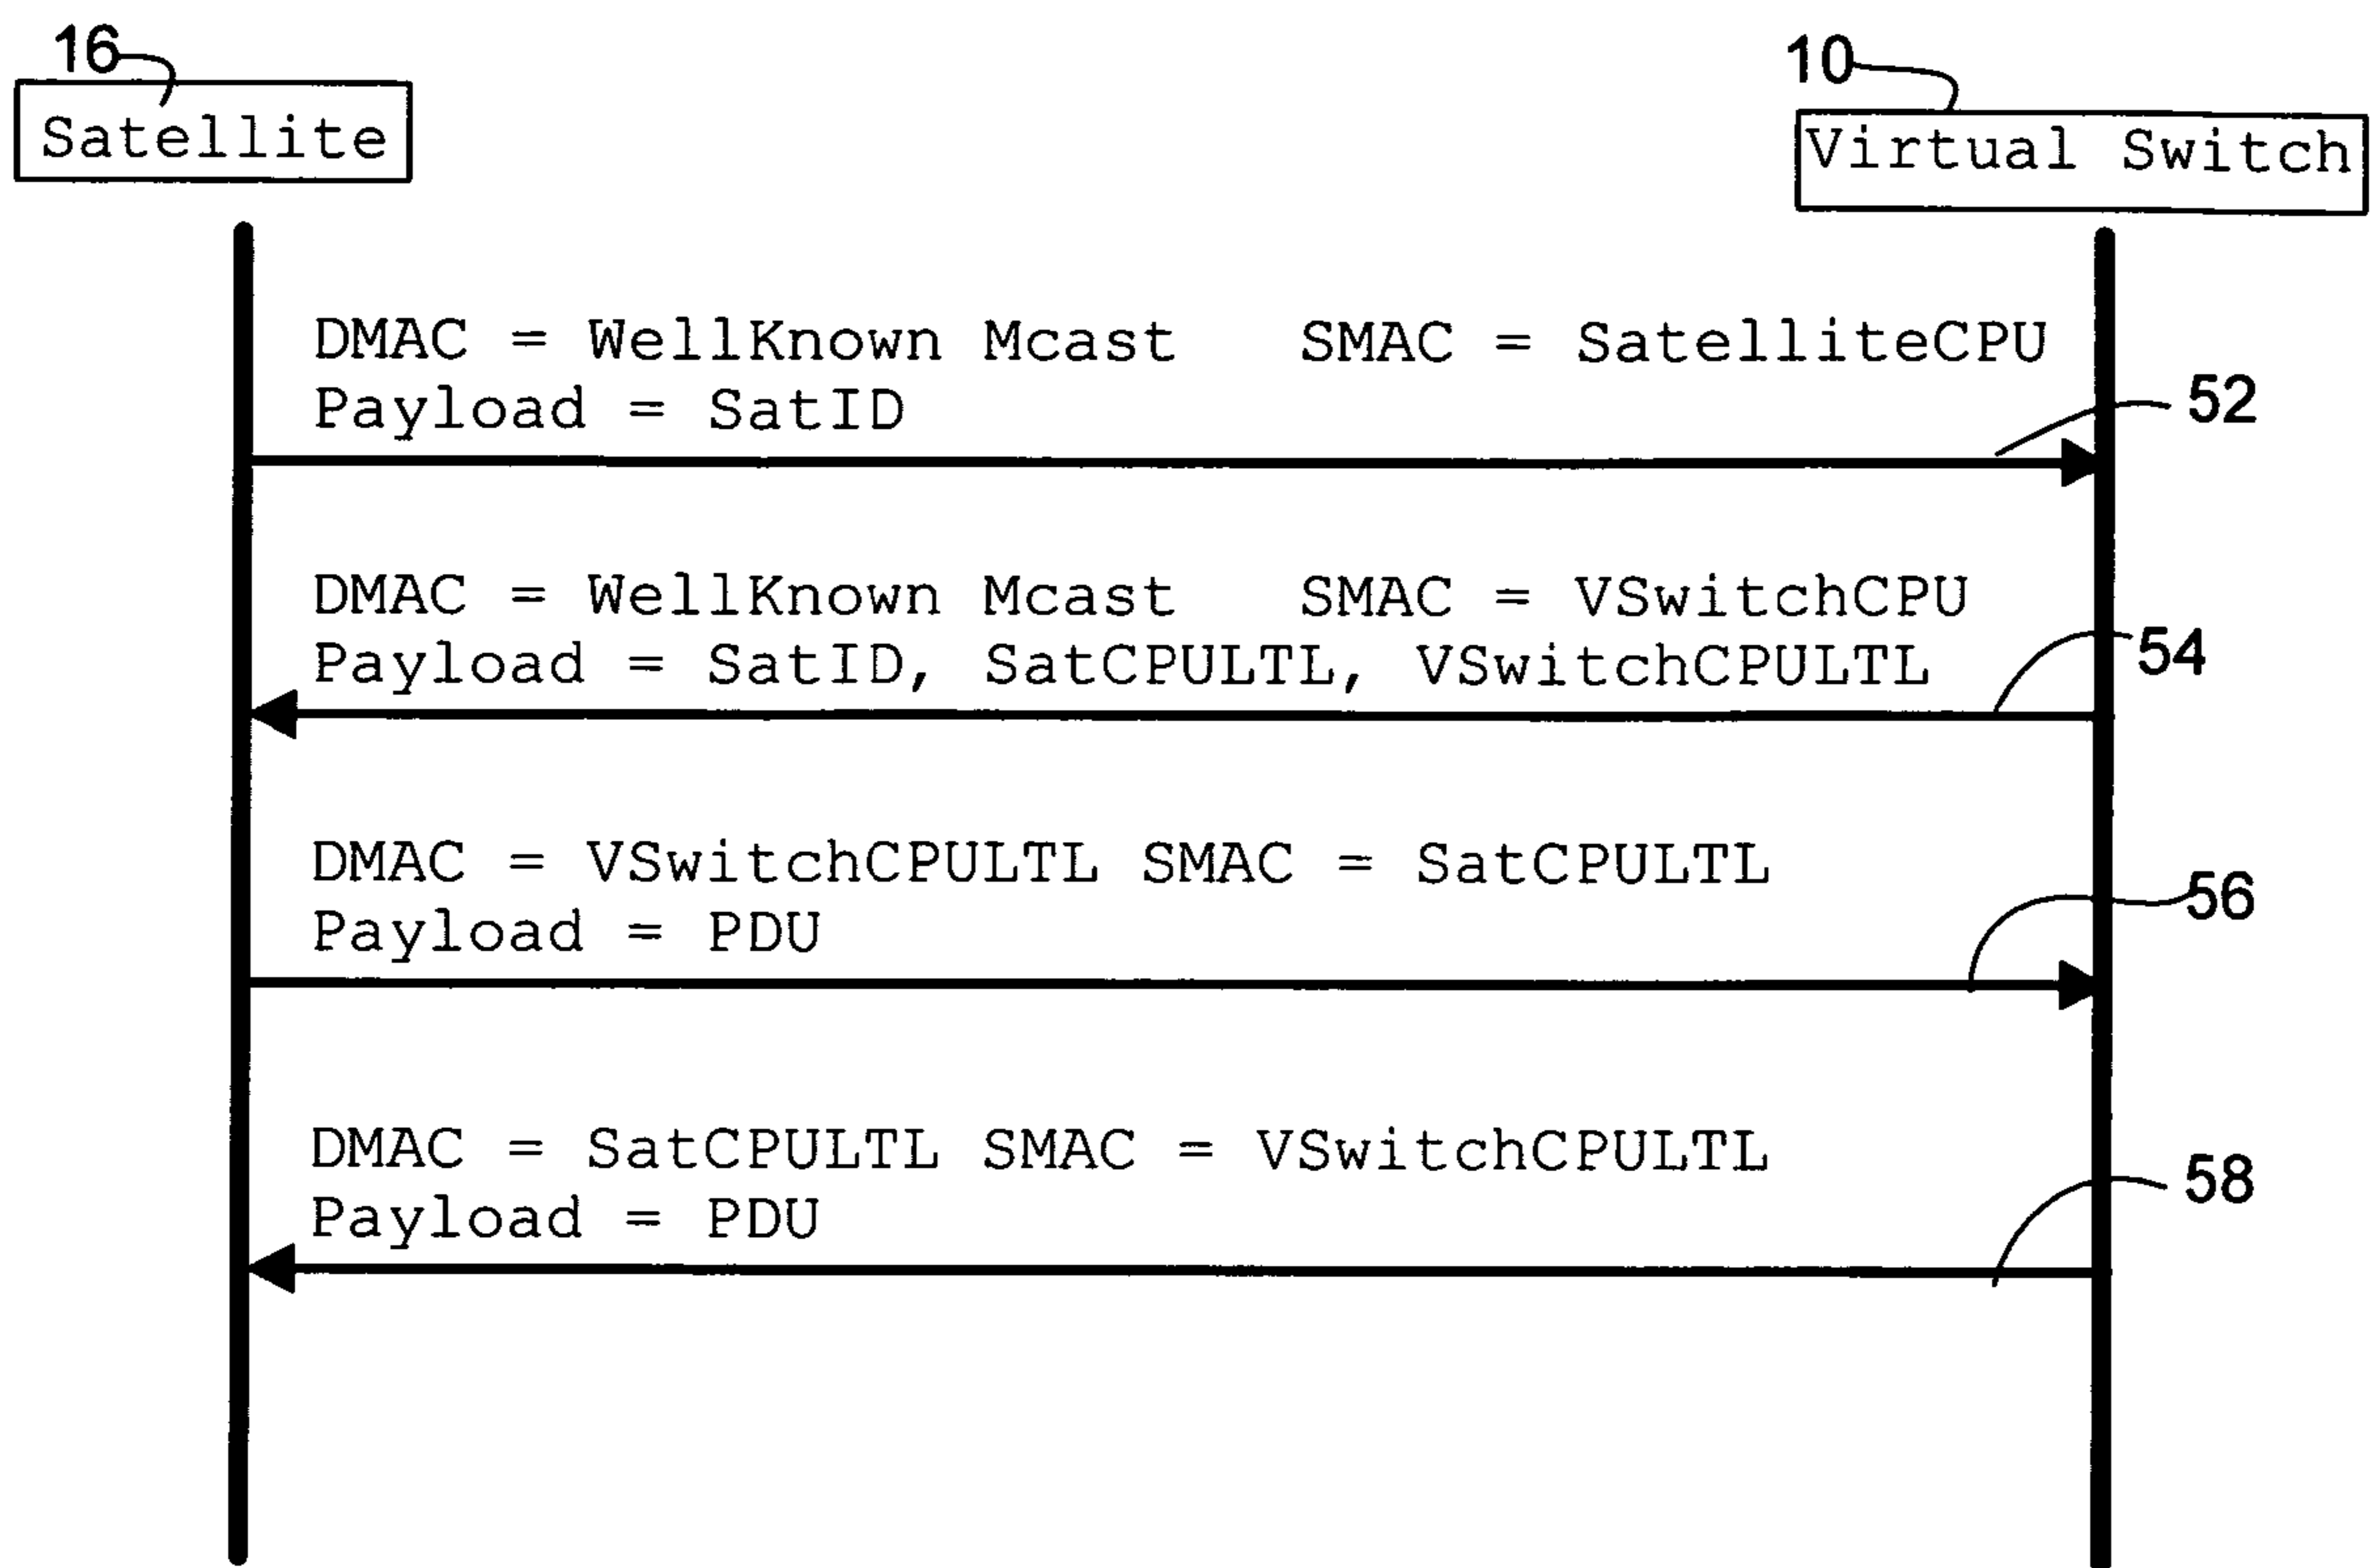 16
10
Satellite
Virtual Switch
DMAC = WellKnown Mcast SMAC = SatelliteCPU
Payload = SatID
52
DMAC = WellKnown Mcast SMAC = VSwitchCPU
Payload = SatID, SatCPULTL, VSwitchCPULTL
54
DMAC = VSwitchCPULTL SMAC = SatCPULTL
Payload = PDU
56
DMAC = SatCPULTL SMAC = VSwitchCPULTL
Payload = PDU
58